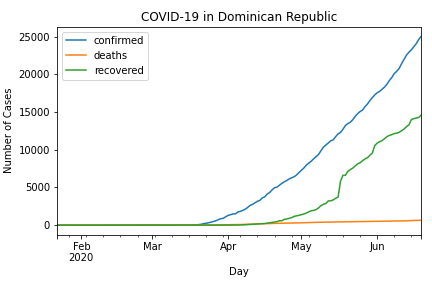 COVID-19 in Dominican Republic
confirmed
deaths
recovered
Number of Cases
25000
20000
15000
10000
5000
0
Feb
2020
Mar
Apr
May
Jun
Day